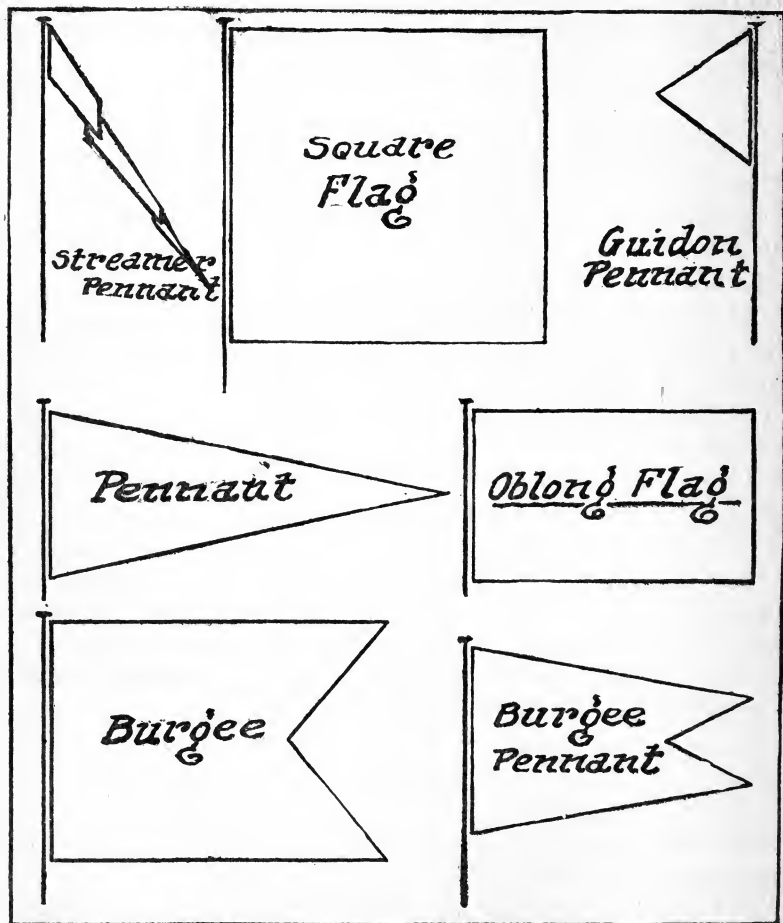 Streamer
Pennant
Square
Flag
Guidon
Pennant
Pennant
Oblong Flag
Burgee
Burgee
Pennant